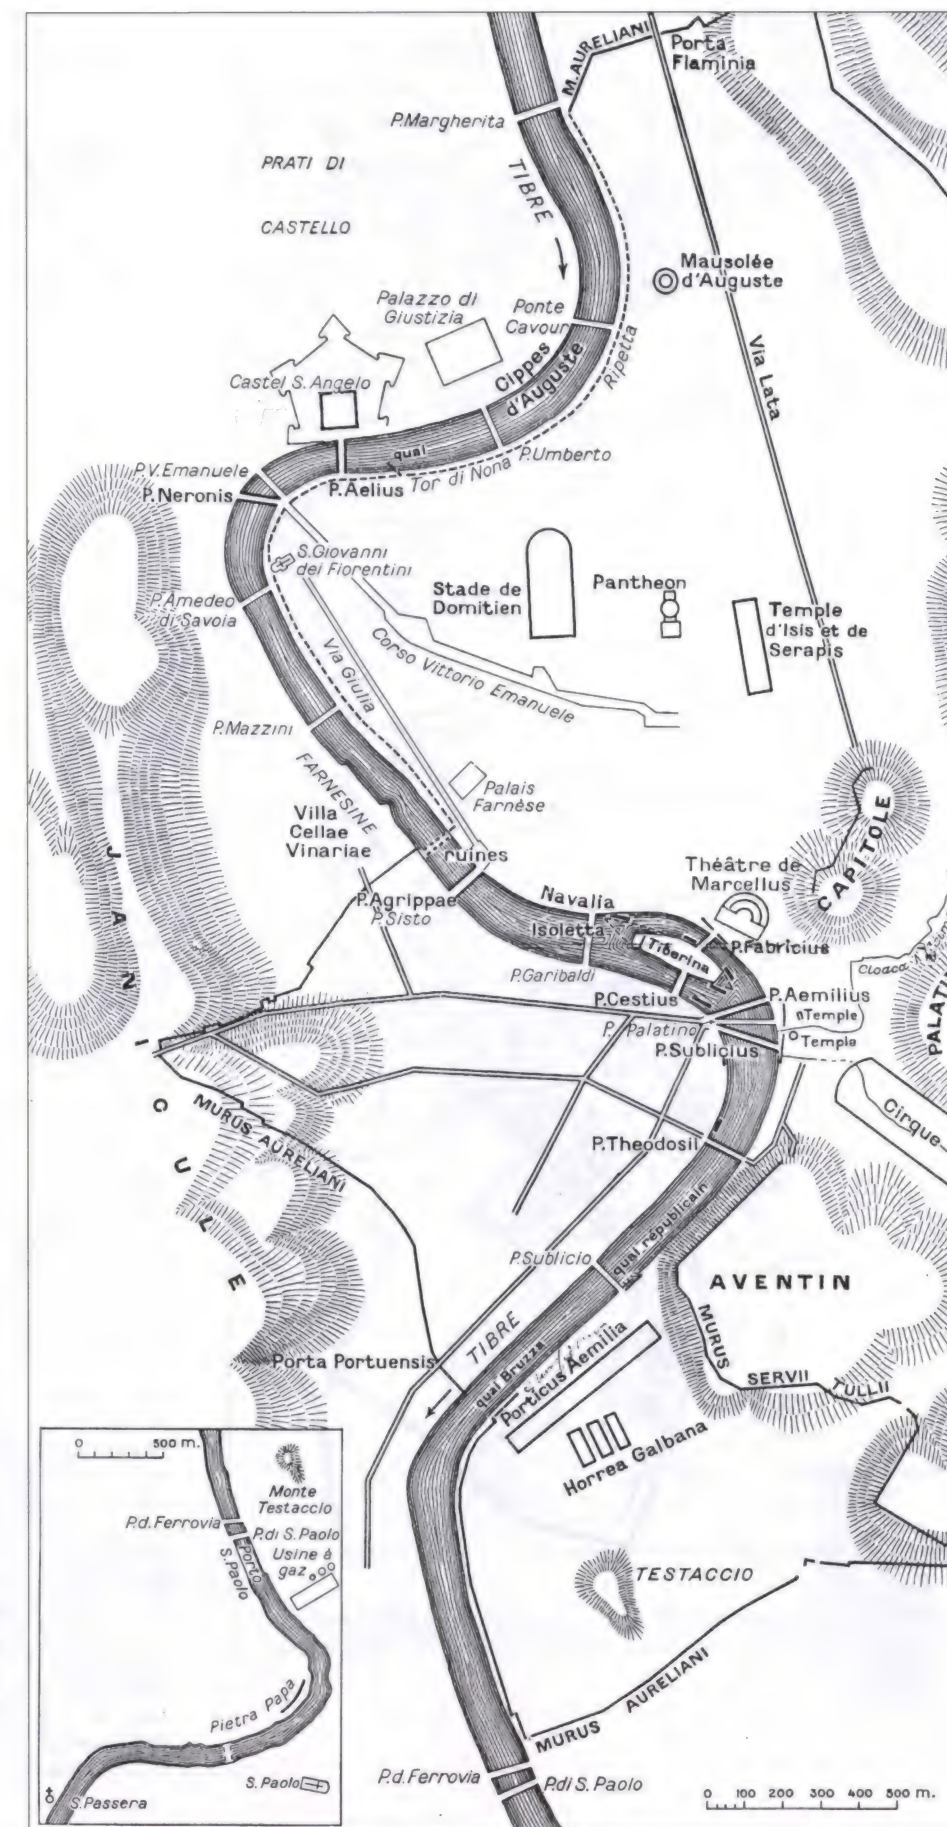 M. AURELIANI
Porta
Flaminia
P. Margherita
PRATI DI
CASTELLO
TIBRE
Mausolée
d'Auguste
Palazzo di
Giustizia
Ponte
Cavour
Cippes
d'Auguste
Ripetta
Via Lata
Castel S. Angelo
quai
Tor di Nona
P. Umberto
P.V. Emanuele
P. Neronis
P. Aelius
S. Giovanni
dei Fiorentini
Stade de
Domitien
Pantheon
Temple
d'Isis et de
Serapis
P. Amedeo
di Savoia
Via Giulia
Corso Vittorio Emanuele
P. Mazzini
FARNESINE
Palais
Farnèse
Villa
Cellae
Vinariae
ruines
P. Agrippae
P. Sisto
Navalia
Isoletta
Tiberina
Théâtre de
Marcellus
CAPITOLE
P. Fabricius
P. Garibaldi
P. Cestius
Cloaca
P. Aemilius
Temple
P. Palatino
Temple
P. Sublicius
PALATI
JANICULE
MURUS AURELIANI
Cirque
P. Theodosii
quai républicain
P. Sublicio
AVENTIN
TIBRE
Porta Portuensis
quai Bruzza
Porticus Aemilia
MURUS
SERVII
TULLII
Horrea Galbana
TESTACCIO
MURUS AURELIANI
P.d. Ferrovia
P.di S. Paolo
0 100 200 300 400 500 m.
0 500 m.
Monte
Testaccio
P.d. Ferrovia
P.di S. Paolo
Porto
S. Paolo
Usine à
gaz
Pietra Papa
S. Paolo
S. Passera